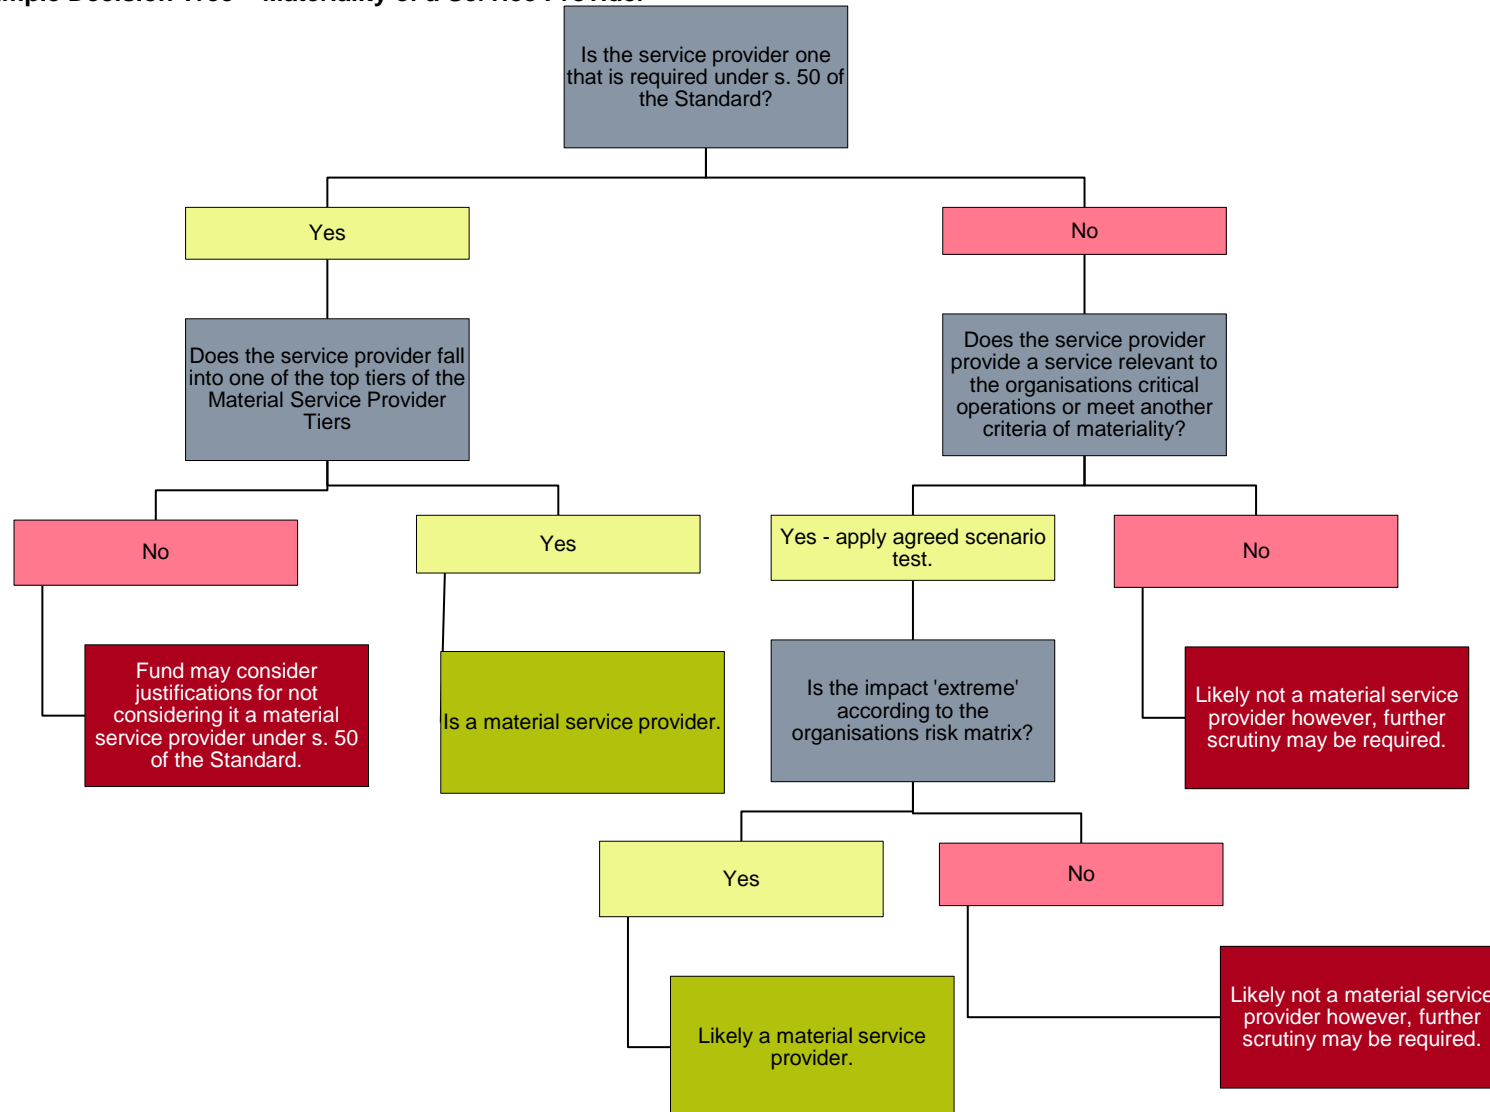 Decision Tree – Materiality of a Service Provider
Is the service provider one
that is required under s. 50 of
the Standard?
Yes
No
Does the service provider fall
into one of the top tiers of the
Material Service Provider
Tiers
Does the service provider
provide a service relevant to
the organisations critical
operations or meet another
criteria of materiality?
No
Yes
Yes - apply agreed scenario
test.
No
Fund may consider
justifications for not
considering it a material
service provider under s. 50
of the Standard.
Is a material service provider.
Is the impact 'extreme'
according to the
organisations risk matrix?
Likely not a material service
provider however, further
scrutiny may be required.
Yes
No
Likely a material service
provider.
Likely not a material service
provider however, further
scrutiny may be required.